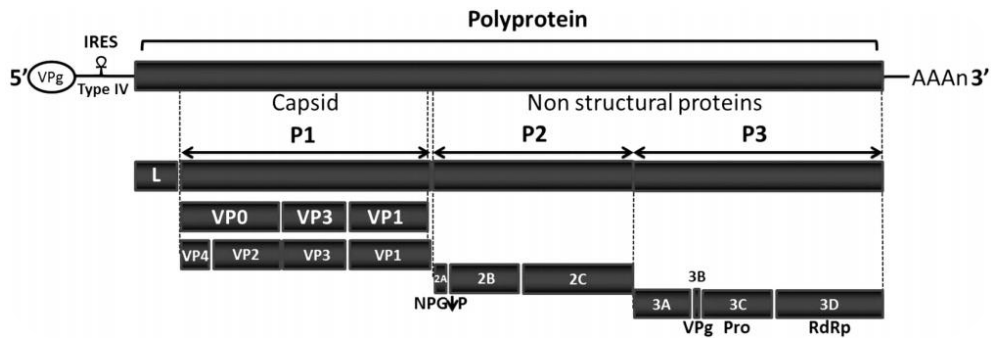 Polyprotein
IRES
5’ VPg Type IV AAAn 3’
Capsid Non structural proteins
P1 P2 P3
L
VP0 VP3 VP1
VP4 VP2 VP3 VP1
2A 2B 2C 3B
NPG P 3A 3C 3D
VPg Pro RdRp